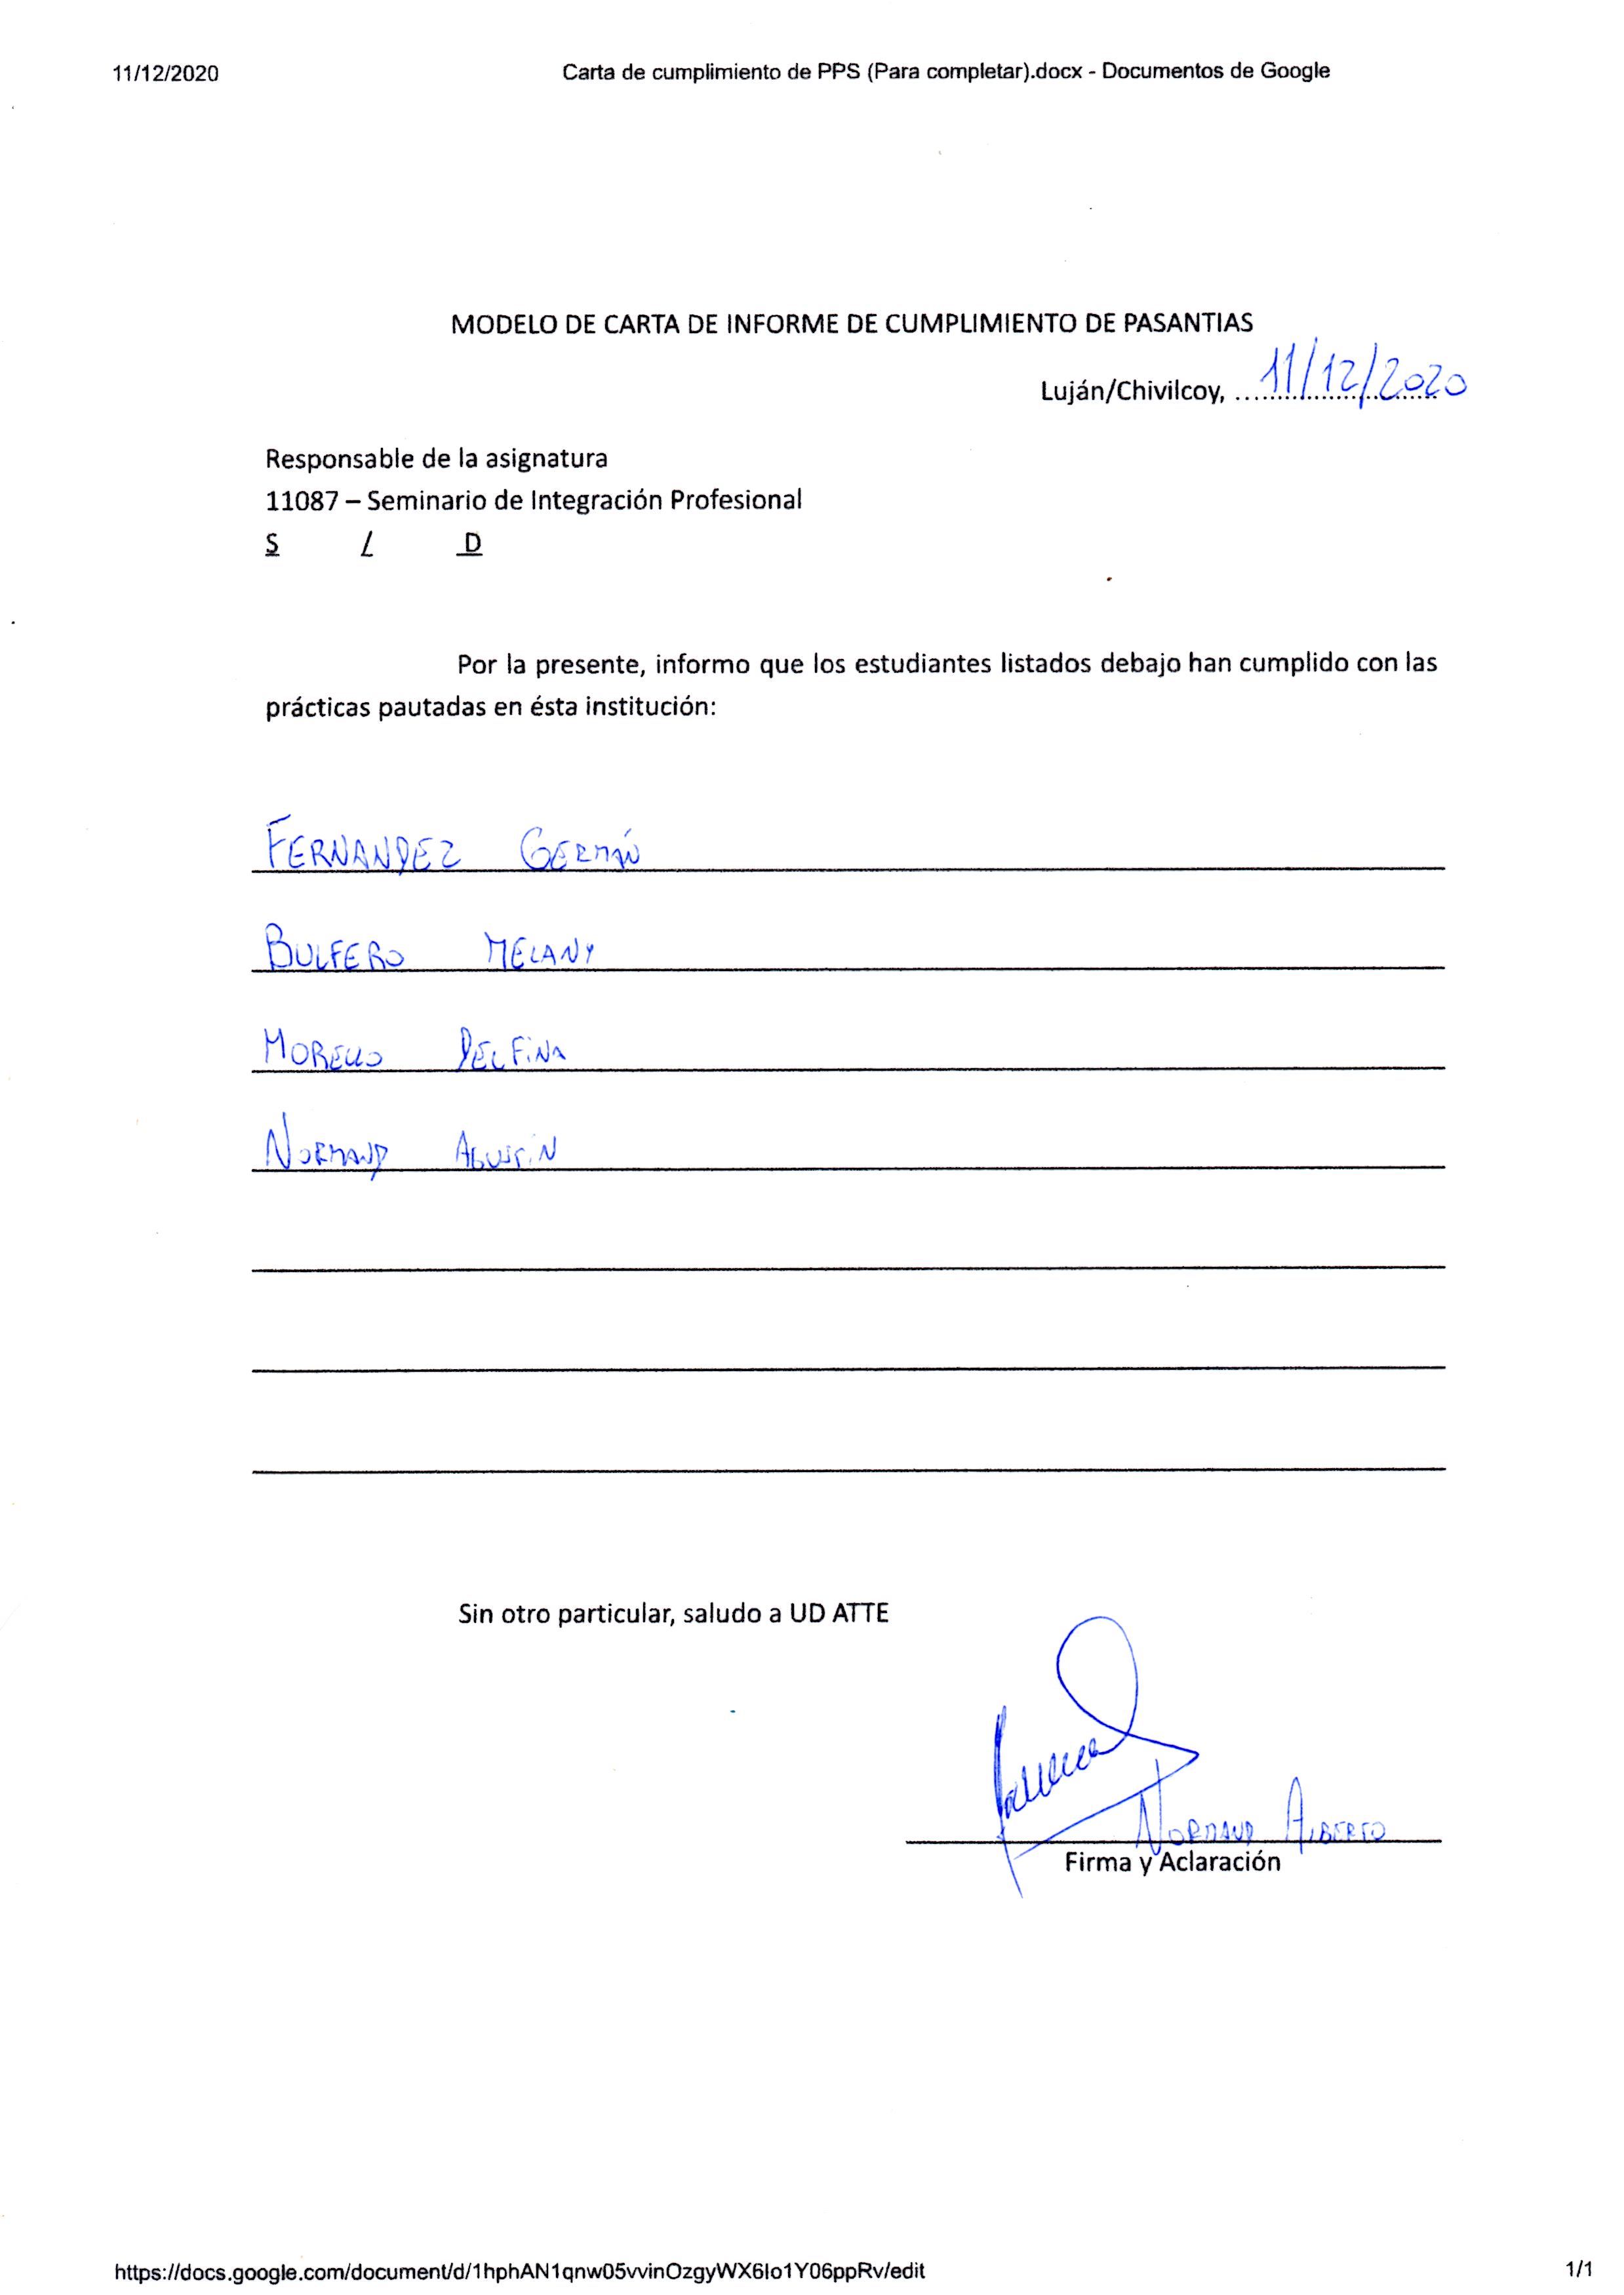 11/12/2020 Carta de cumplimiento de PPS (Para completar).docx - Documentos de Google
MODELO DE CARTA DE INFORME DE CUMPLIMIENTO DE PASANTIAS
Luján/Chivilcoy, 11/12/2020
Responsable de la asignatura
11087 – Seminario de Integración Profesional
S / D
Por la presente, informo que los estudiantes listados debajo han cumplido con las
prácticas pautadas en ésta institución:
FERNANDEZ GERMÁN
BULFERO MELANY
MORELLO DELFINA
NORMAND AGUSTIN
Sin otro particular, saludo a UD ATTE
NORMAND ALBERTO
Firma y Aclaración
https://docs.google.com/document/d/1hphAN1qnw05vvinOzgyWX6Io1Y06ppRv/edit 1/1